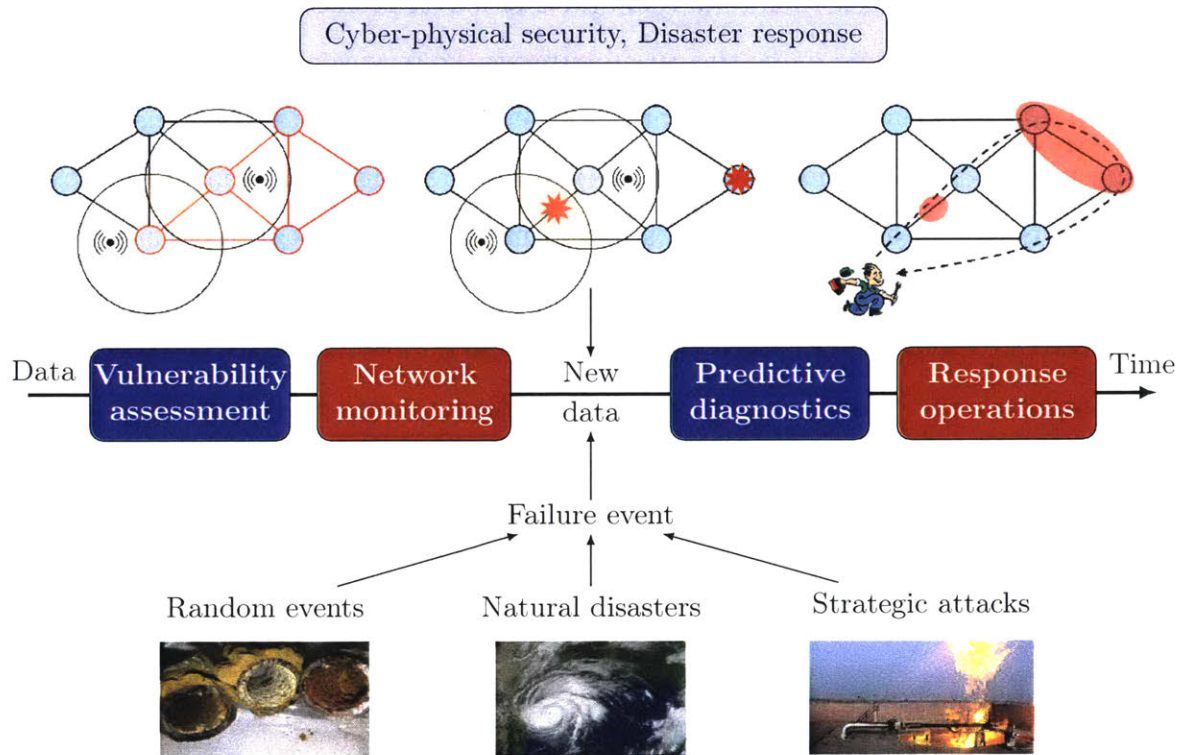 Cyber-physical security, Disaster response
Data
Vulnerability
assessment
Network
monitoring
New
data
Predictive
diagnostics
Response
operations
Time
Failure event
Random events
Natural disasters
Strategic attacks